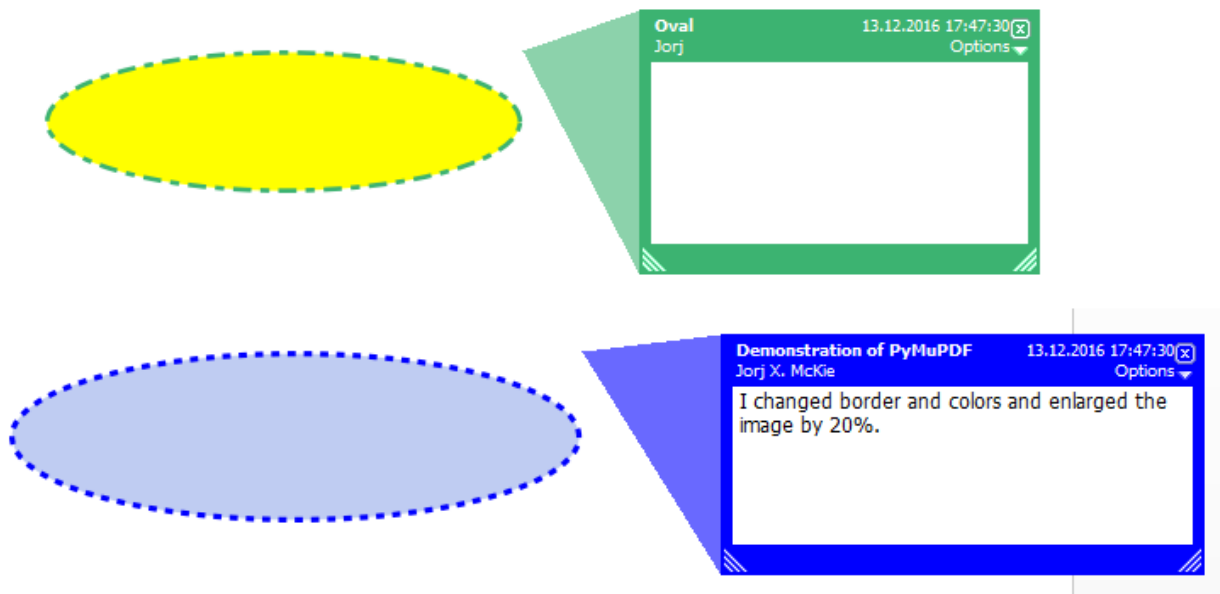 Oval 13.12.2016 17:47:30
Jorj Options
Demonstration of PyMuPDF 13.12.2016 17:47:30
Jorj X. McKie Options
I changed border and colors and enlarged the
image by 20%.